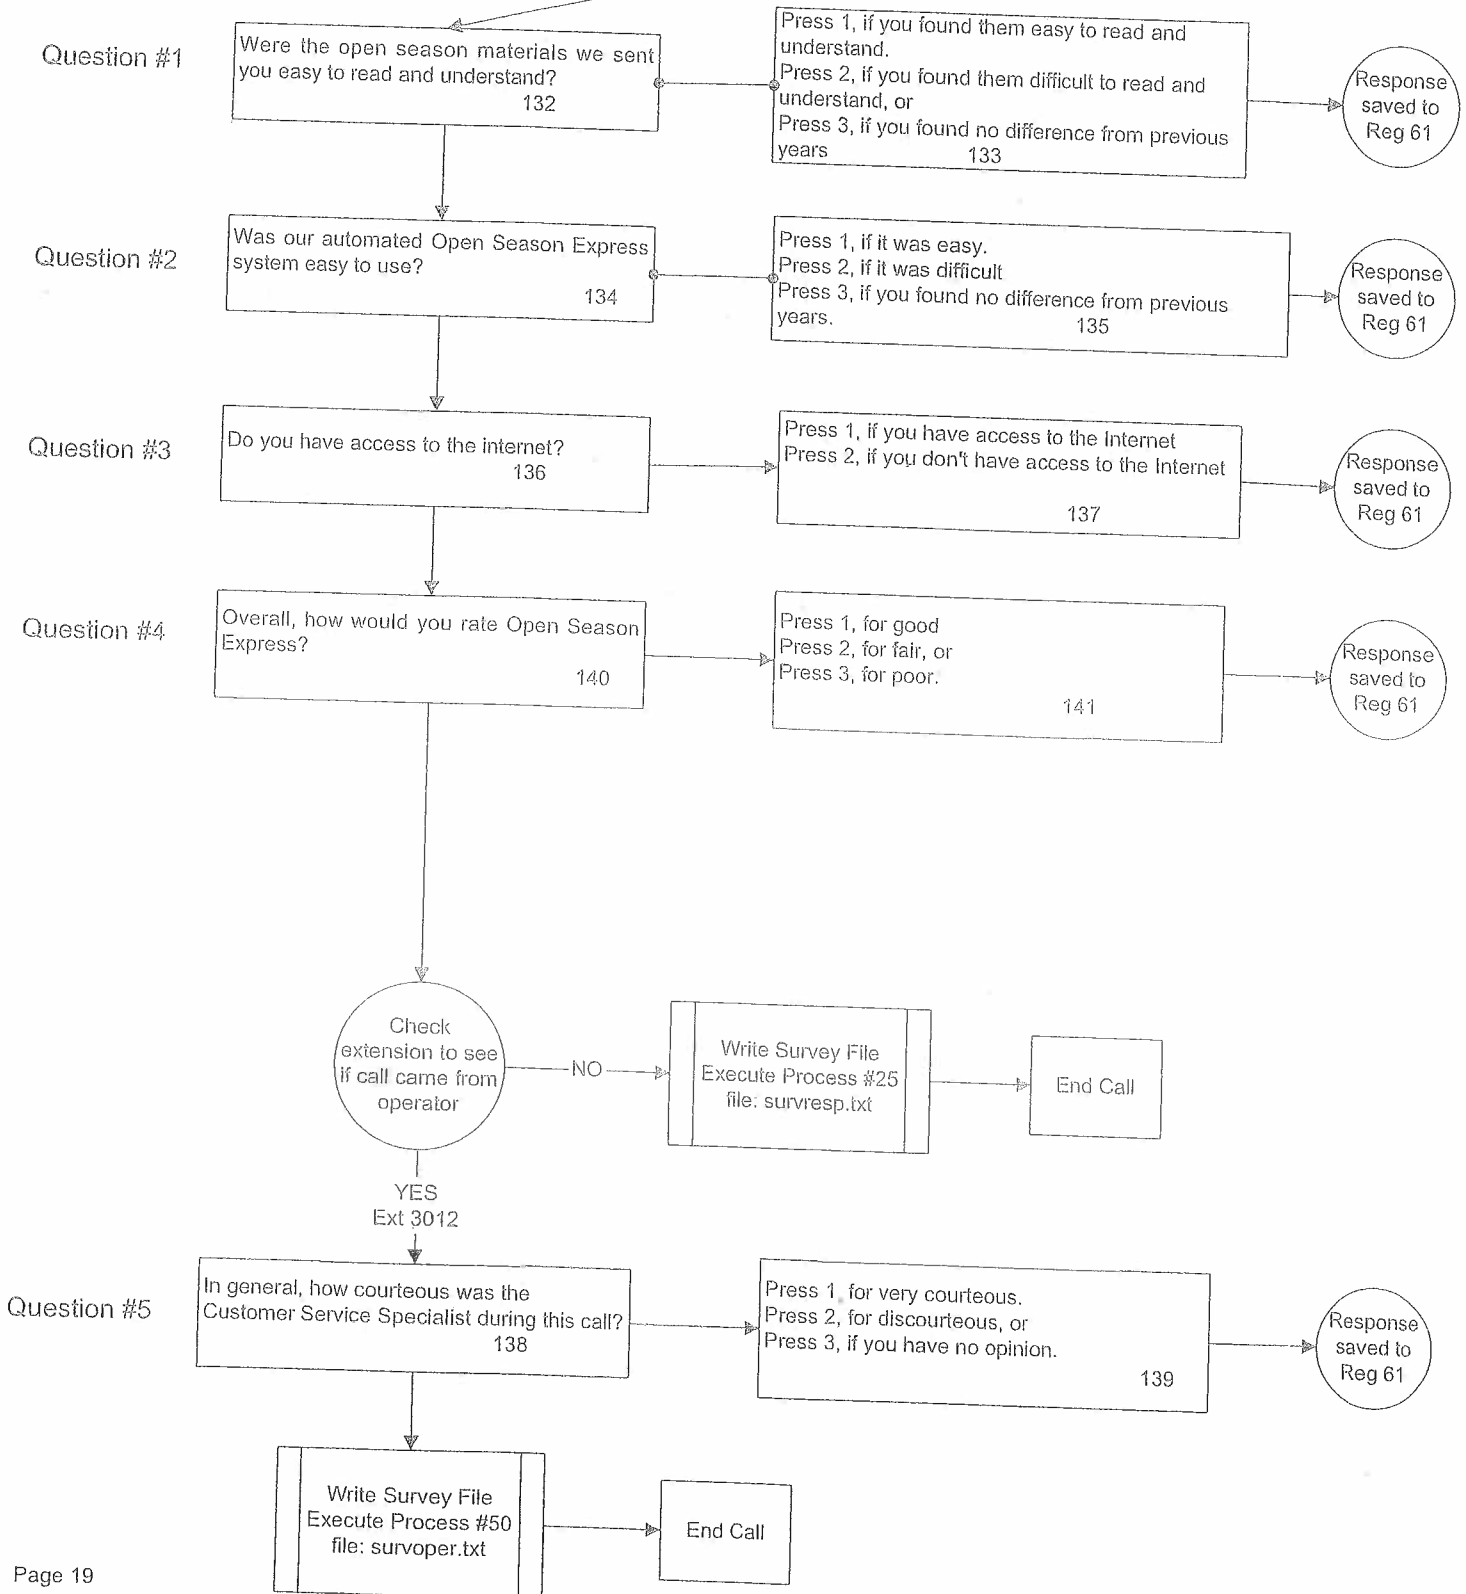 Question #1
Were the open season materials we sent
you easy to read and understand?
132
Press 1, if you found them easy to read and
understand.
Press 2, if you found them difficult to read and
understand, or
Press 3, if you found no difference from previous
years 133
Response
saved to
Reg 61
Question #2
Was our automated Open Season Express
system easy to use?
134
Press 1, if it was easy.
Press 2, if it was difficult
Press 3, if you found no difference from previous
years. 135
Response
saved to
Reg 61
Question #3
Do you have access to the internet?
136
Press 1, if you have access to the Internet
Press 2, if you don't have access to the Internet
137
Response
saved to
Reg 61
Question #4
Overall, how would you rate Open Season
Express?
140
Press 1, for good
Press 2, for fair, or
Press 3, for poor.
141
Response
saved to
Reg 61
Check
extension to see
if call came from
operator
NO
Write Survey File
Execute Process #25
file: survresp.txt
End Call
YES
Ext 3012
Question #5
In general, how courteous was the
Customer Service Specialist during this call?
138
Press 1, for very courteous.
Press 2, for discourteous, or
Press 3, if you have no opinion.
139
Response
saved to
Reg 61
Write Survey File
Execute Process #50
file: survoper.txt
End Call
Page 19